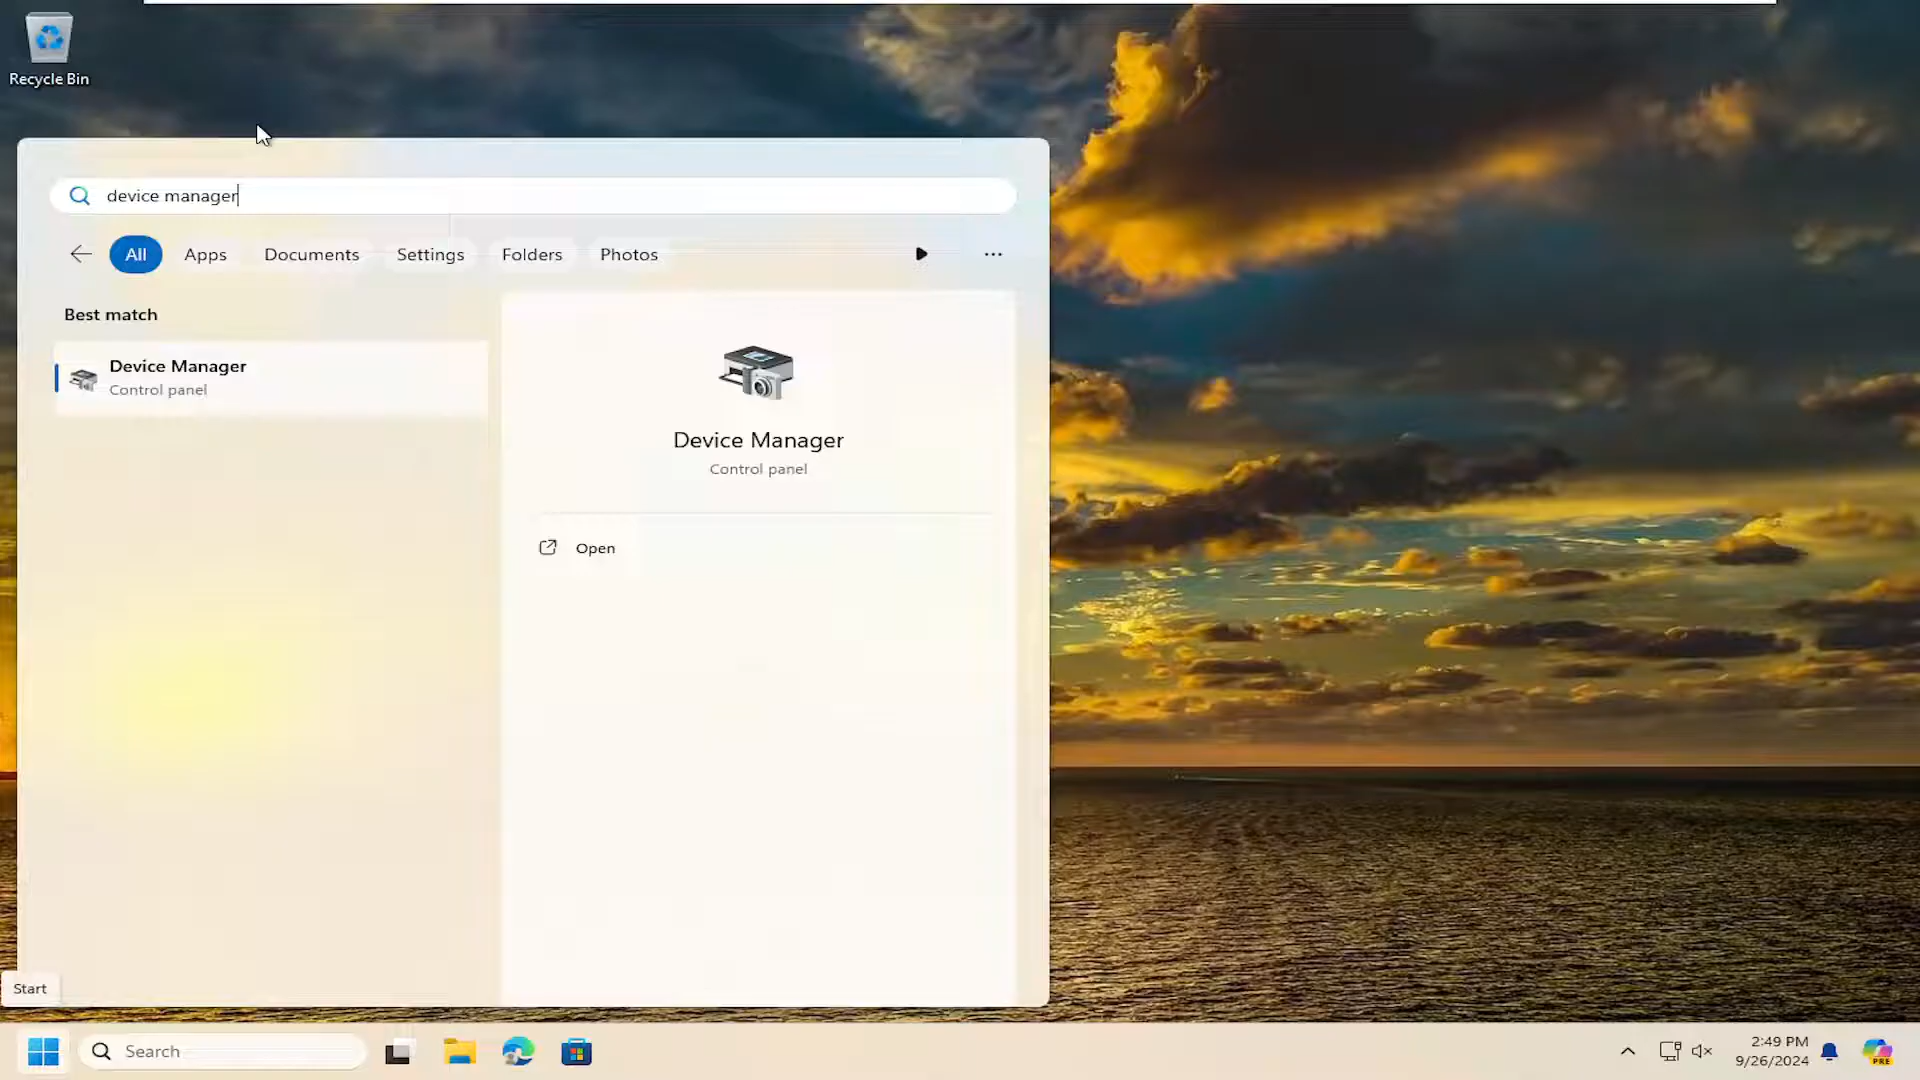 Recycle Bin
device manager
All Apps Documents Settings Folders Photos
Best match
Device Manager
Control panel
Device Manager
Control panel
Open
Start
Search
2:49 PM
9/26/2024
PRE